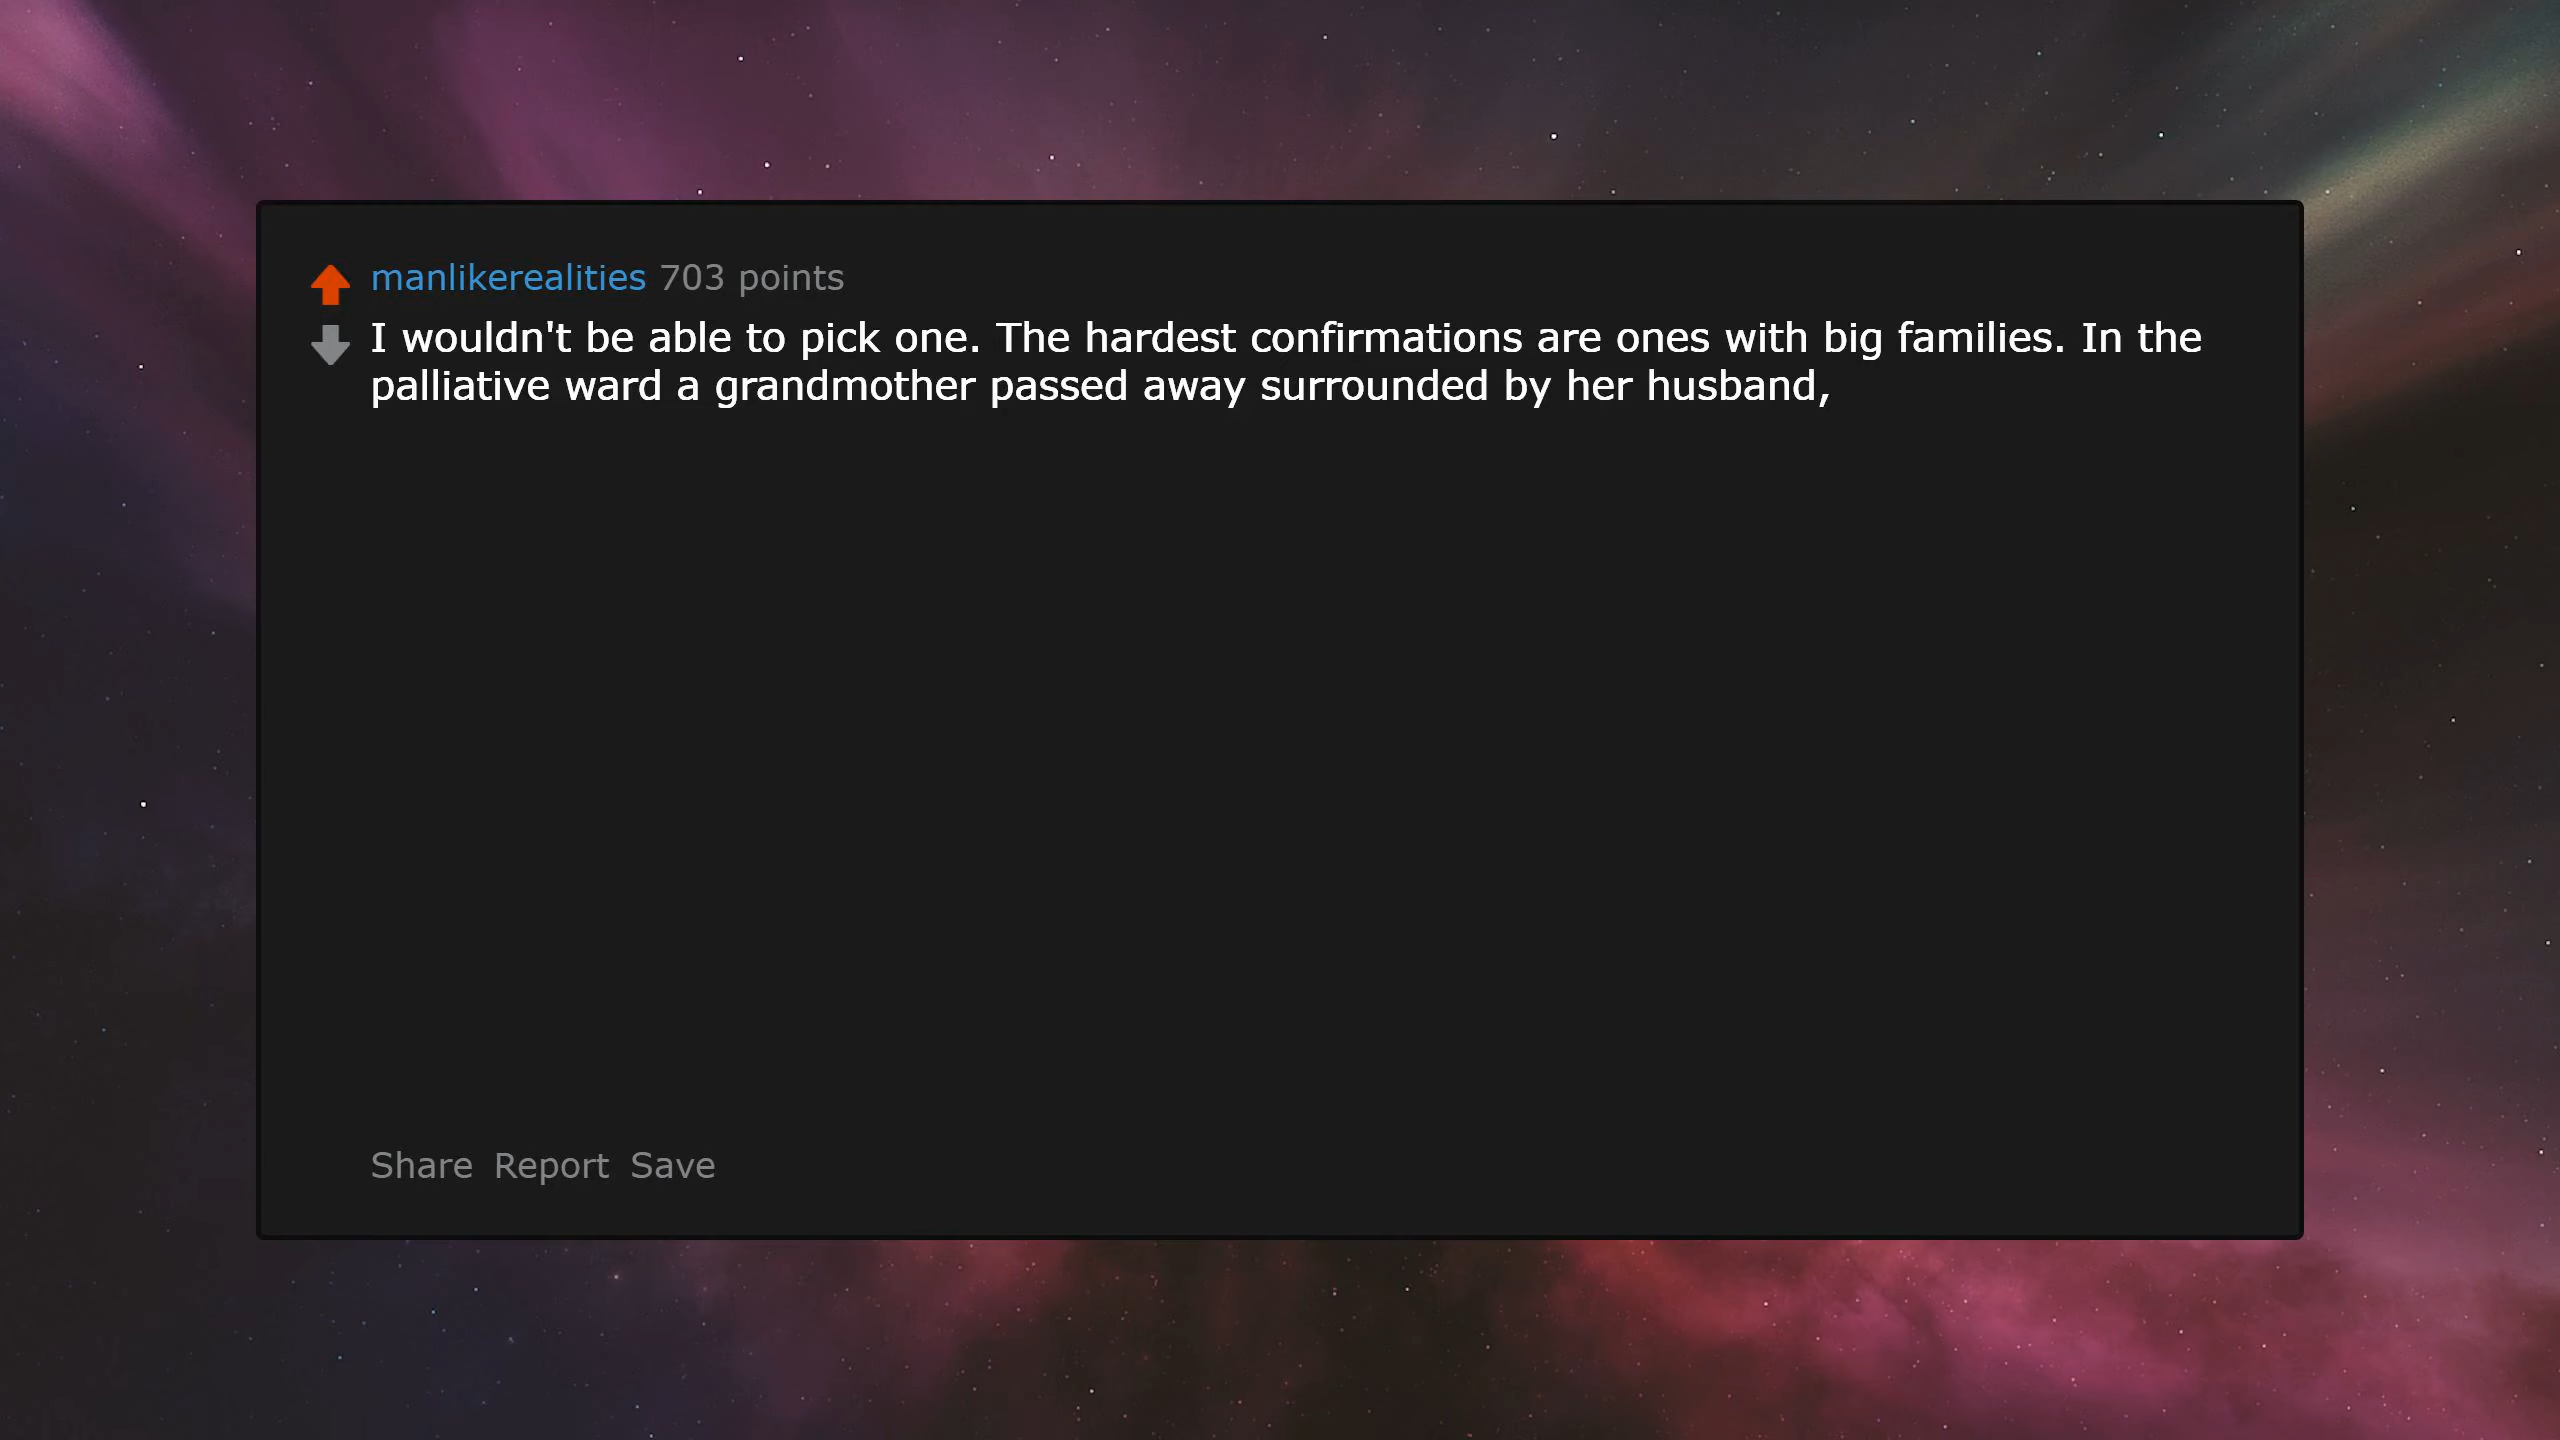 manlikerealities 703 points
I wouldn't be able to pick one. The hardest confirmations are ones with big families. In the
palliative ward a grandmother passed away surrounded by her husband,
Share Report Save